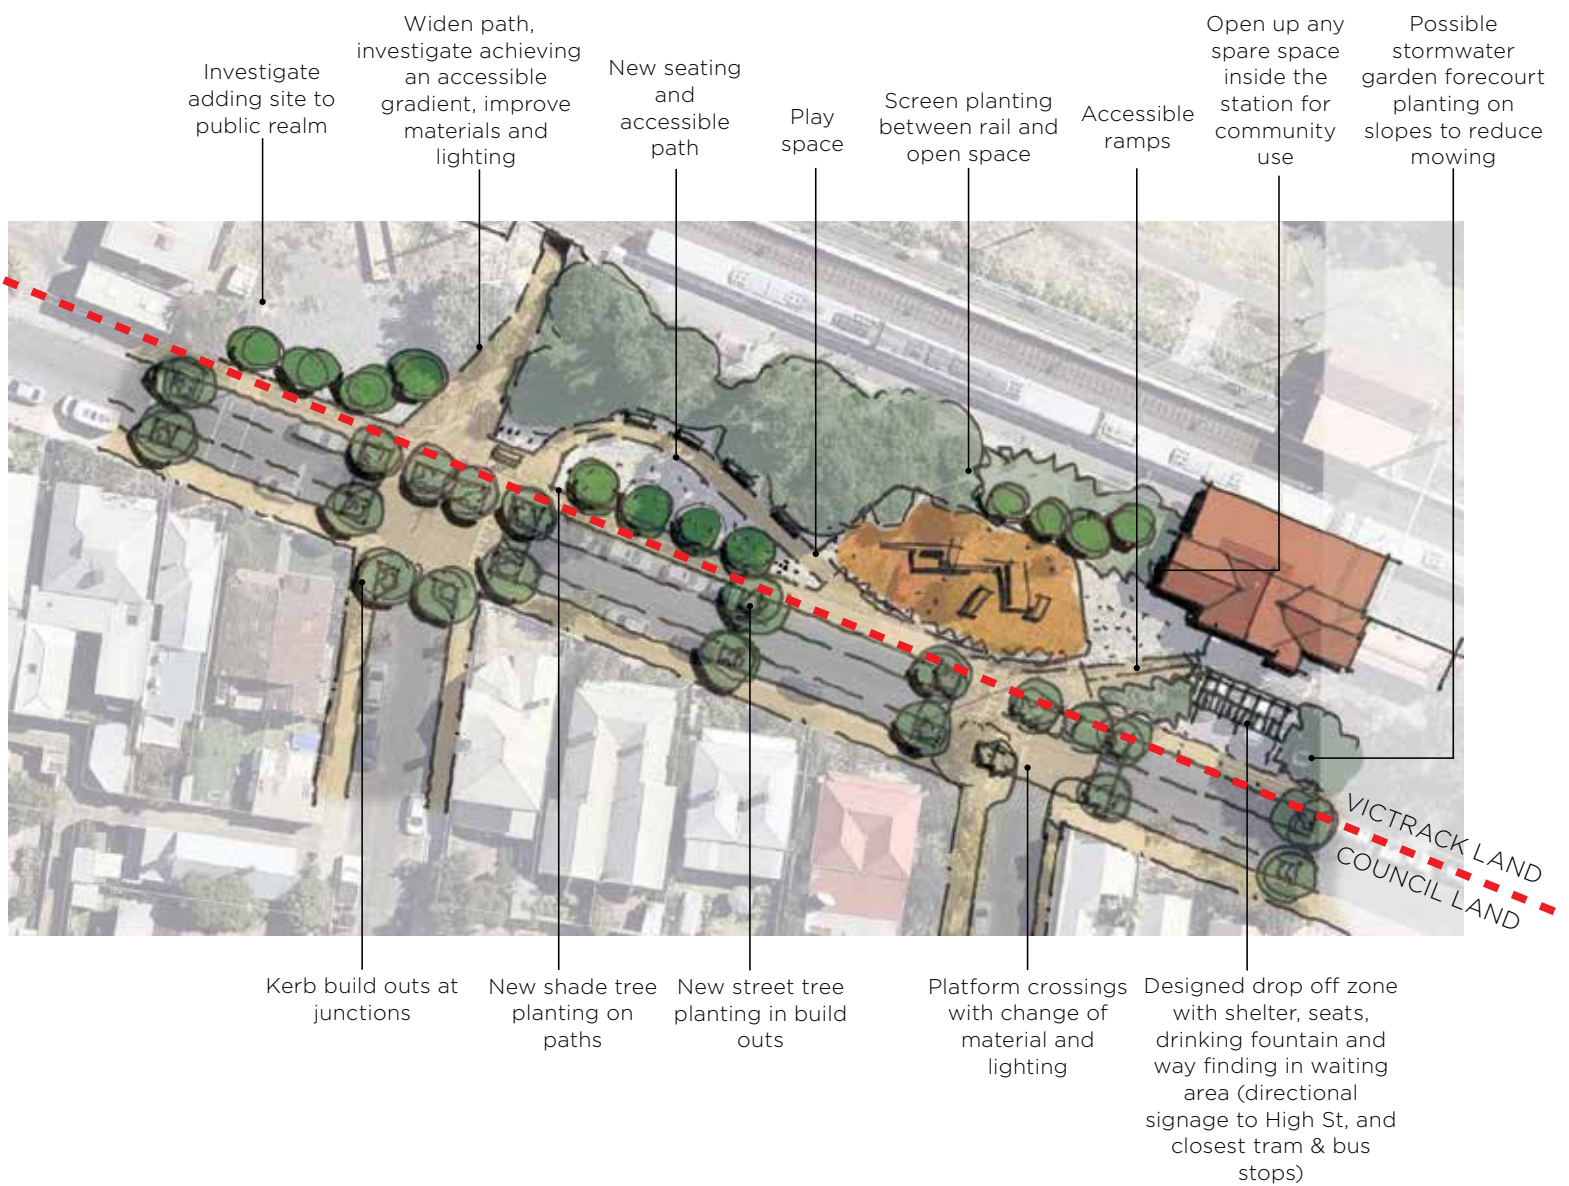 Investigate
adding site to
public realm
Widen path,
investigate achieving
an accessible
gradient, improve
materials and
lighting
New seating
and
accessible
path
Play
space
Screen planting
between rail and
open space
Accessible
ramps
Open up any
spare space
inside the
station for
community
use
Possible
stormwater
garden forecourt
planting on
slopes to reduce
mowing
VICTRACK LAND
COUNCIL LAND
Kerb build outs at
junctions
New shade tree
planting on
paths
New street tree
planting in build
outs
Platform crossings
with change of
material and
lighting
Designed drop off zone
with shelter, seats,
drinking fountain and
way finding in waiting
area (directional
signage to High St, and
closest tram & bus
stops)